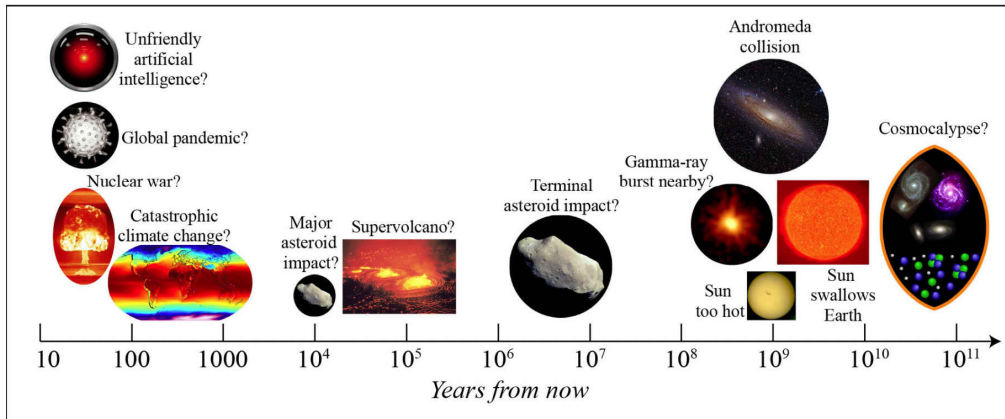 Unfriendly
artificial
intelligence?
Global pandemic?
Nuclear war?
Catastrophic
climate change?
Major
asteroid
impact?
Supervolcano?
Terminal
asteroid impact?
Andromeda
collision
Gamma-ray
burst nearby?
Sun
too hot
Sun
swallows
Earth
Cosmocalypse?
10 100 1000 10⁴ 10⁵ 10⁶ 10⁷ 10⁸ 10⁹ 10¹⁰ 10¹¹
Years from now